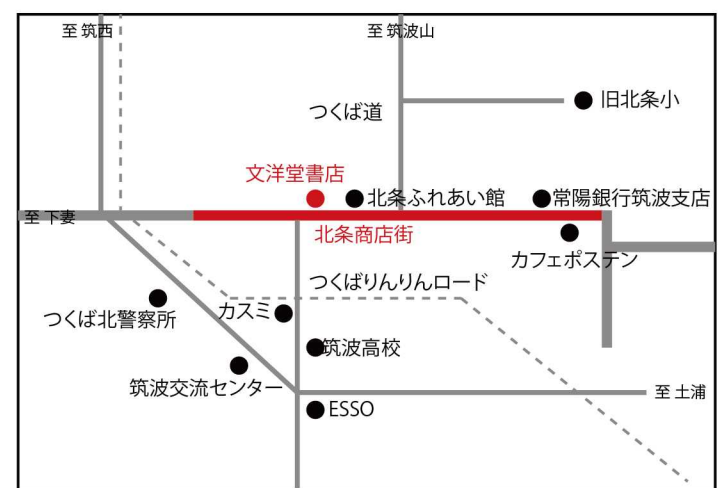 至 筑西
至 筑波山
旧北条小
つくば道
文洋堂書店
北条ふれあい館
常陽銀行筑波支店
至 下妻
北条商店街
カフェポステン
つくばりんりんロード
つくば北警察所
カスミ
筑波高校
筑波交流センター
至 土浦
ESSO